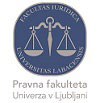 FACULTAS IURIDICA
UNIVERSITAS LABACENSIS
Pravna fakulteta
Univerza v Ljubljani